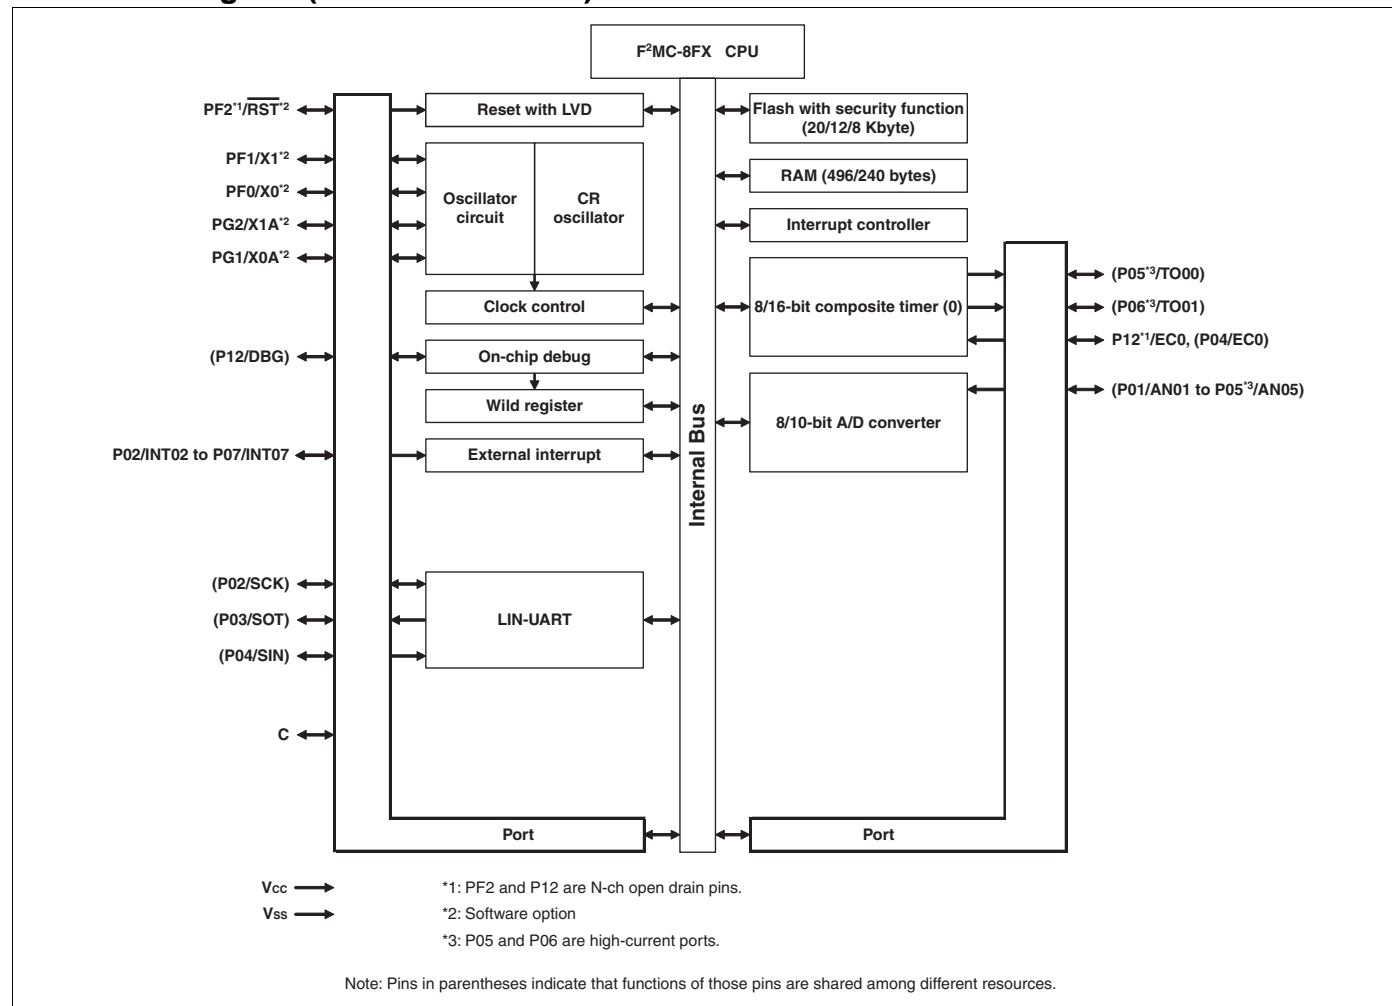 F²MC-8FX CPU
PF2*1/RST*2
Reset with LVD
Flash with security function
(20/12/8 Kbyte)
PF1/X1*2
PF0/X0*2
PG2/X1A*2
PG1/X0A*2
Oscillator
circuit
CR
oscillator
RAM (496/240 bytes)
Interrupt controller
Clock control
8/16-bit composite timer (0)
(P05*3/TO00)
(P06*3/TO01)
P12*1/EC0, (P04/EC0)
(P12/DBG)
On-chip debug
Wild register
8/10-bit A/D converter
(P01/AN01 to P05*3/AN05)
P02/INT02 to P07/INT07
External interrupt
Internal Bus
(P02/SCK)
(P03/SOT)
(P04/SIN)
LIN-UART
C
Port
Port
Vcc
Vss
*1: PF2 and P12 are N-ch open drain pins.
*2: Software option
*3: P05 and P06 are high-current ports.
Note: Pins in parentheses indicate that functions of those pins are shared among different resources.